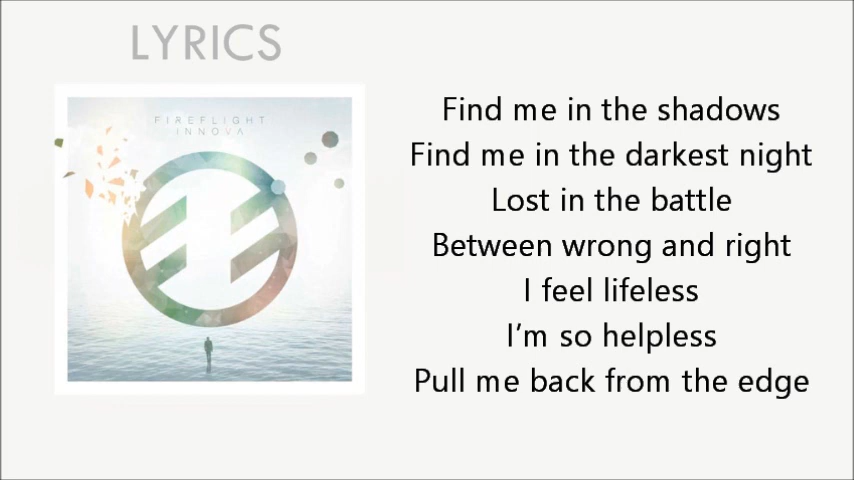 LYRICS
FIREFLIGHT
INNOVA
Find me in the shadows
Find me in the darkest night
Lost in the battle
Between wrong and right
I feel lifeless
I'm so helpless
Pull me back from the edge